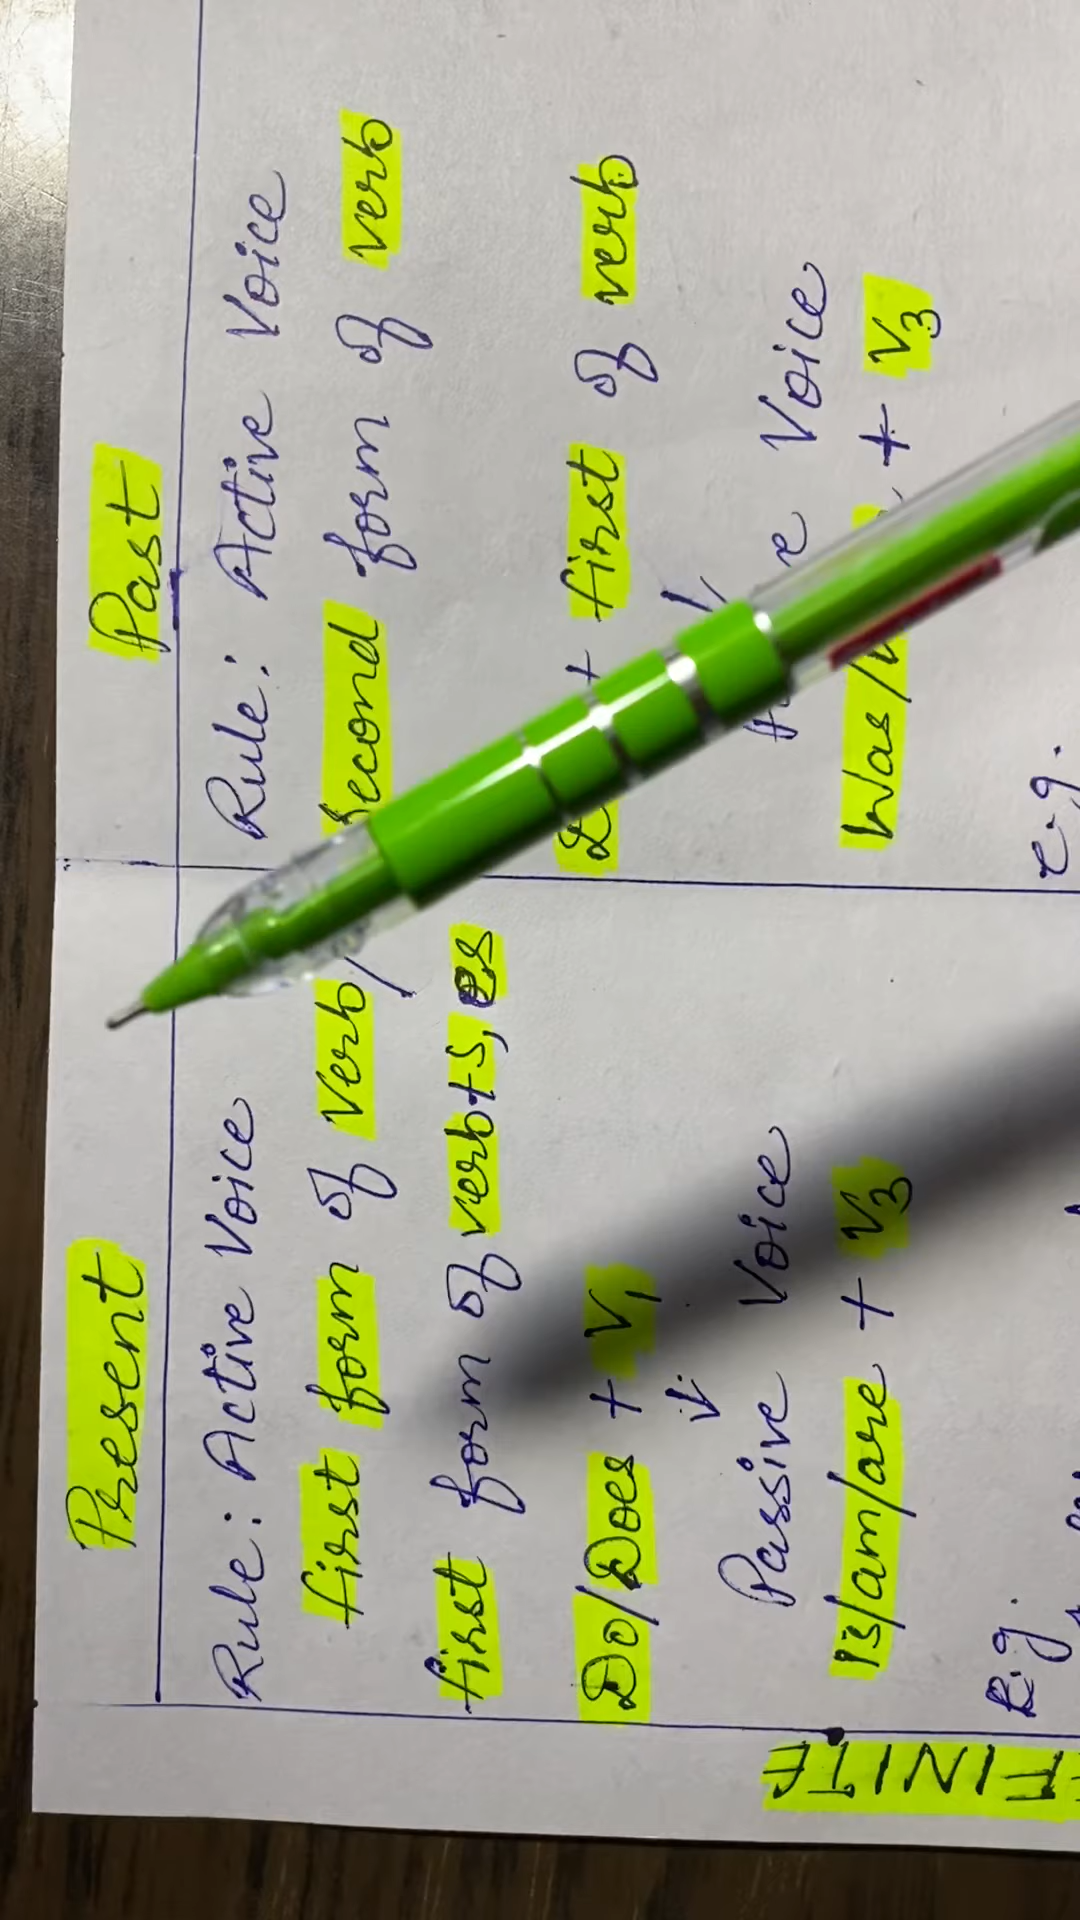 Present
Rule: Active Voice
first form of Verb/
first form of verb+s, es
Do/Does + V1
↓
Passive Voice
is/am/are + V3
E.g.
Past
Rule: Active Voice
Second form of verb
+ first of verb
Voice
Was/ + V3
e.g.